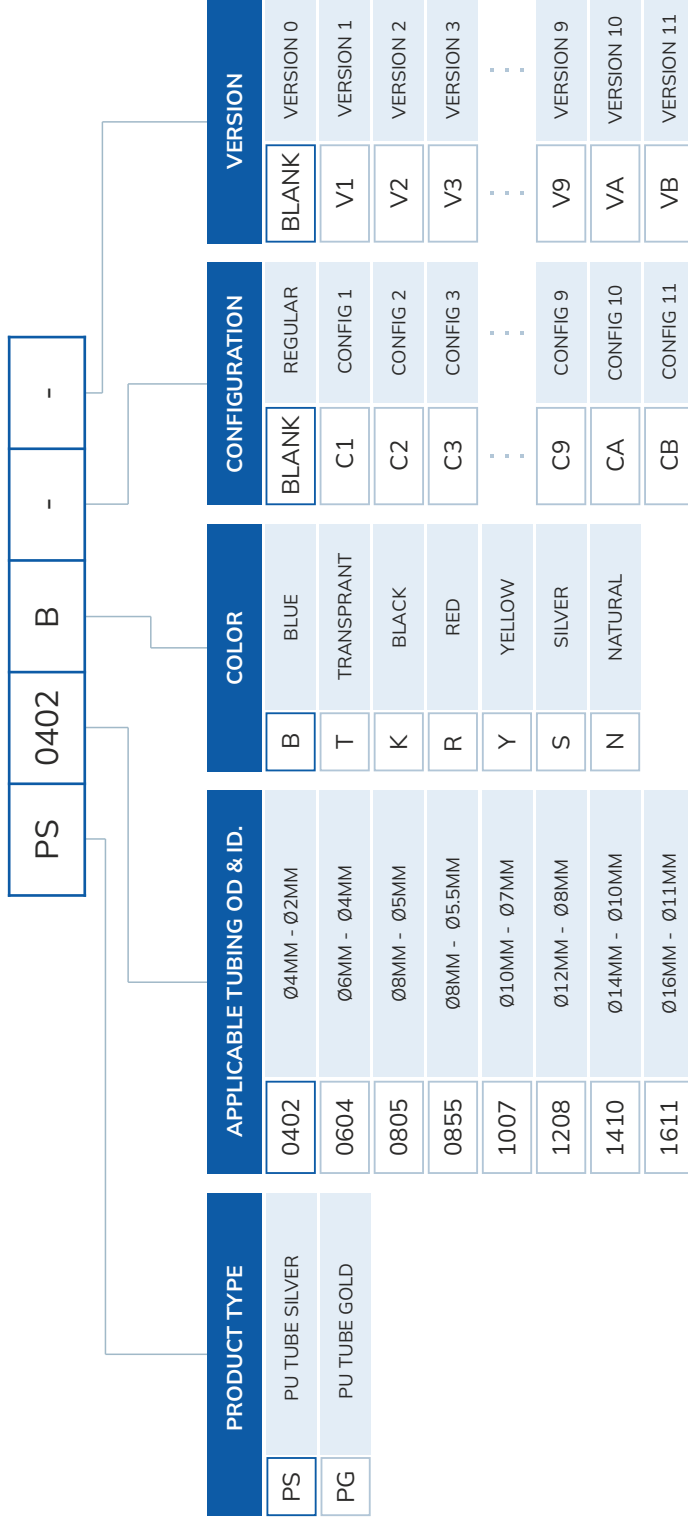 PS 0402 B - -
PRODUCT TYPE
PS PU TUBE SILVER
PG PU TUBE GOLD
APPLICABLE TUBING OD & ID.
0402 Ø4MM - Ø2MM
0604 Ø6MM - Ø4MM
0805 Ø8MM - Ø5MM
0855 Ø8MM - Ø5.5MM
1007 Ø10MM - Ø7MM
1208 Ø12MM - Ø8MM
1410 Ø14MM - Ø10MM
1611 Ø16MM - Ø11MM
COLOR
B BLUE
T TRANSPRANT
K BLACK
R RED
Y YELLOW
S SILVER
N NATURAL
CONFIGURATION
BLANK REGULAR
C1 CONFIG 1
C2 CONFIG 2
C3 CONFIG 3
... ...
C9 CONFIG 9
CA CONFIG 10
CB CONFIG 11
VERSION
BLANK VERSION 0
V1 VERSION 1
V2 VERSION 2
V3 VERSION 3
... ...
V9 VERSION 9
VA VERSION 10
VB VERSION 11